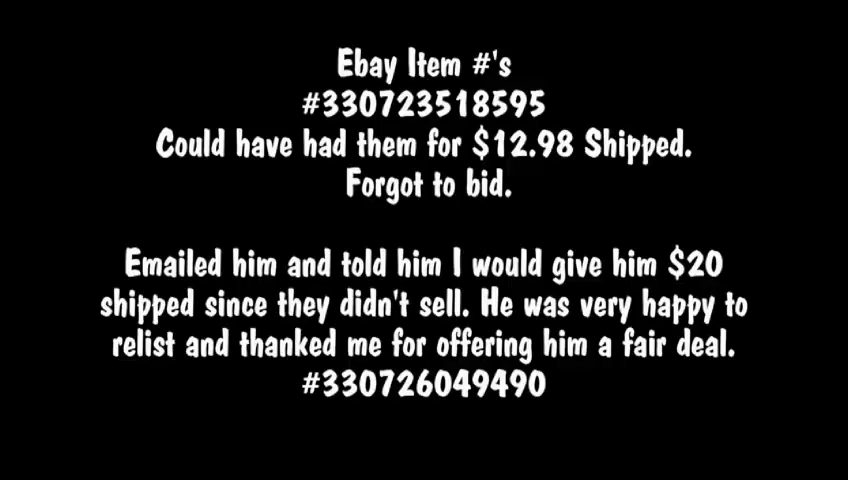 Ebay Item #'s
#330723518595
Could have had them for $12.98 Shipped.
Forgot to bid.
Emailed him and told him I would give him $20
shipped since they didn't sell. He was very happy to
relist and thanked me for offering him a fair deal.
#330726049490